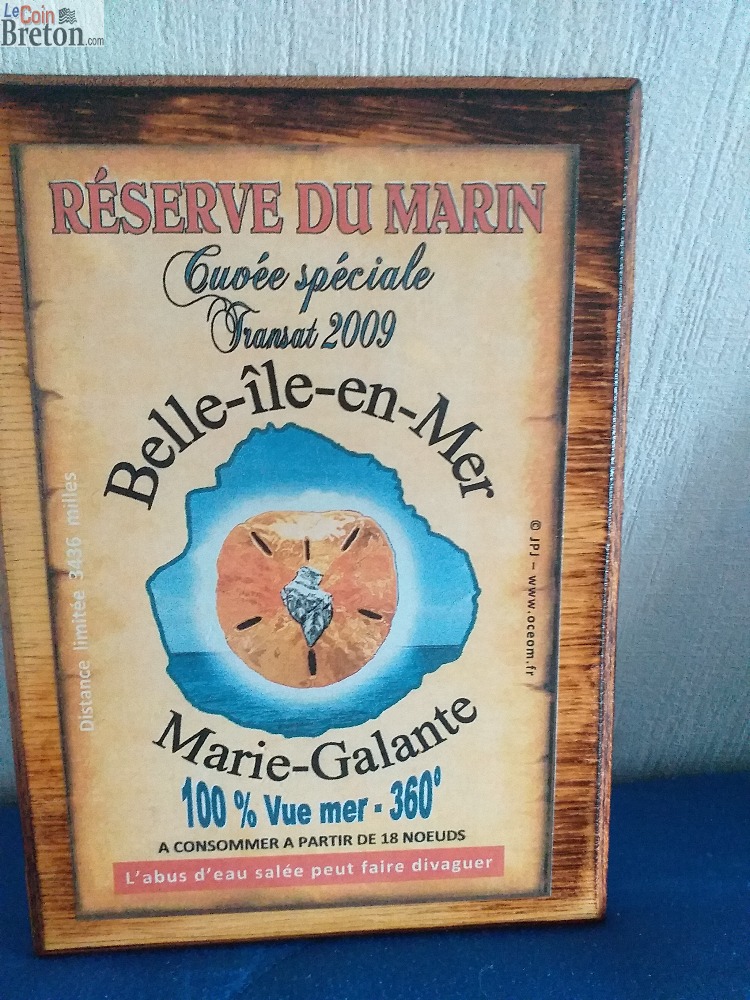 Le Coin
Breton.com
RÉSERVE DU MARIN
Cuvée spéciale
Transat 2009
Belle-île-en-Mer
Distance limitée 3436 milles
© JPJ – www.oceom.fr
Marie-Galante
100 % Vue mer - 360°
A CONSOMMER A PARTIR DE 18 NOEUDS
L'abus d'eau salée peut faire divaguer